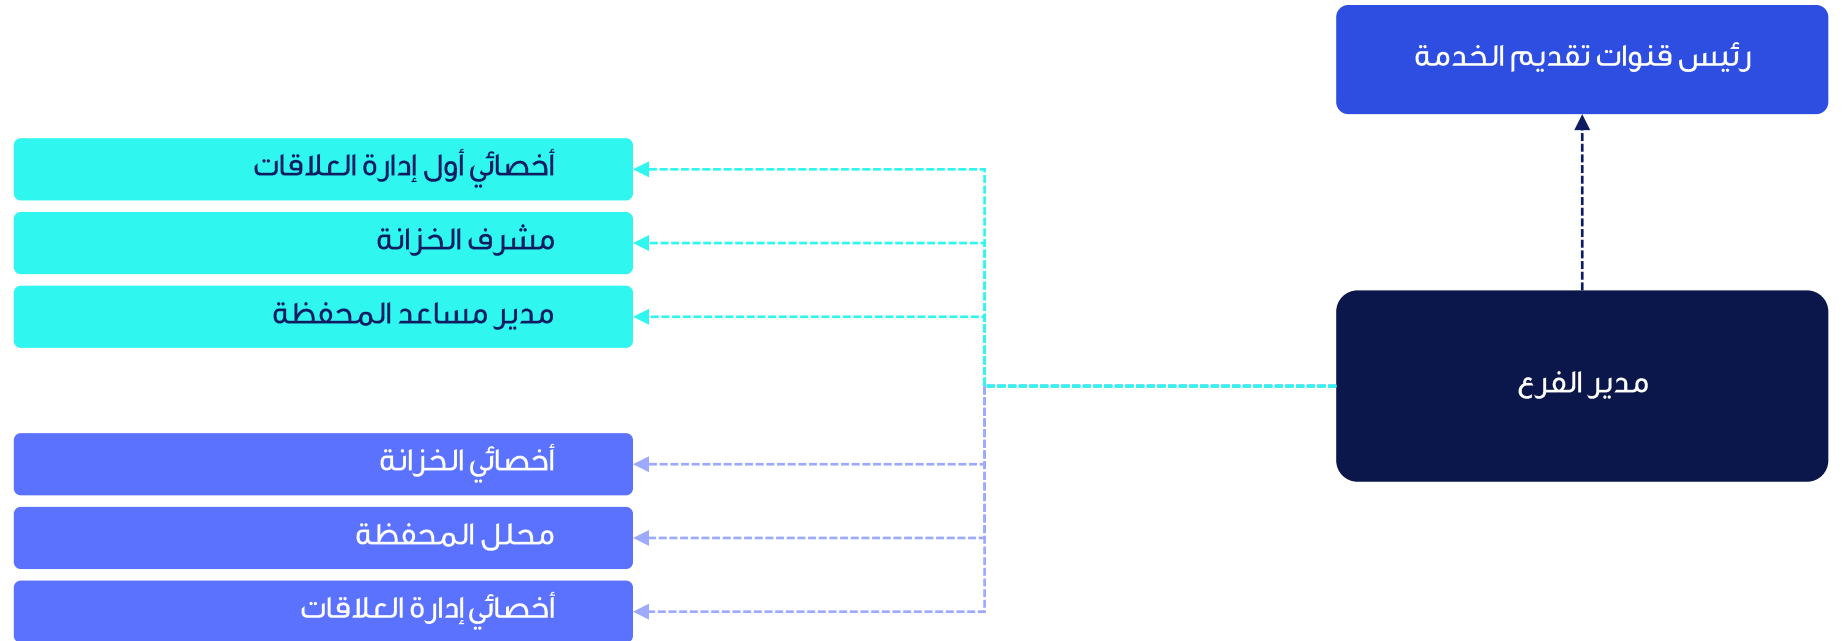 رئيس قنوات تقديم الخدمة
مدير الفرع
أخصائي أول إدارة العلاقات
مشرف الخزانة
مدير مساعد المحفظة
أخصائي الخزانة
محلل المحفظة
أخصائي إدارة العلاقات